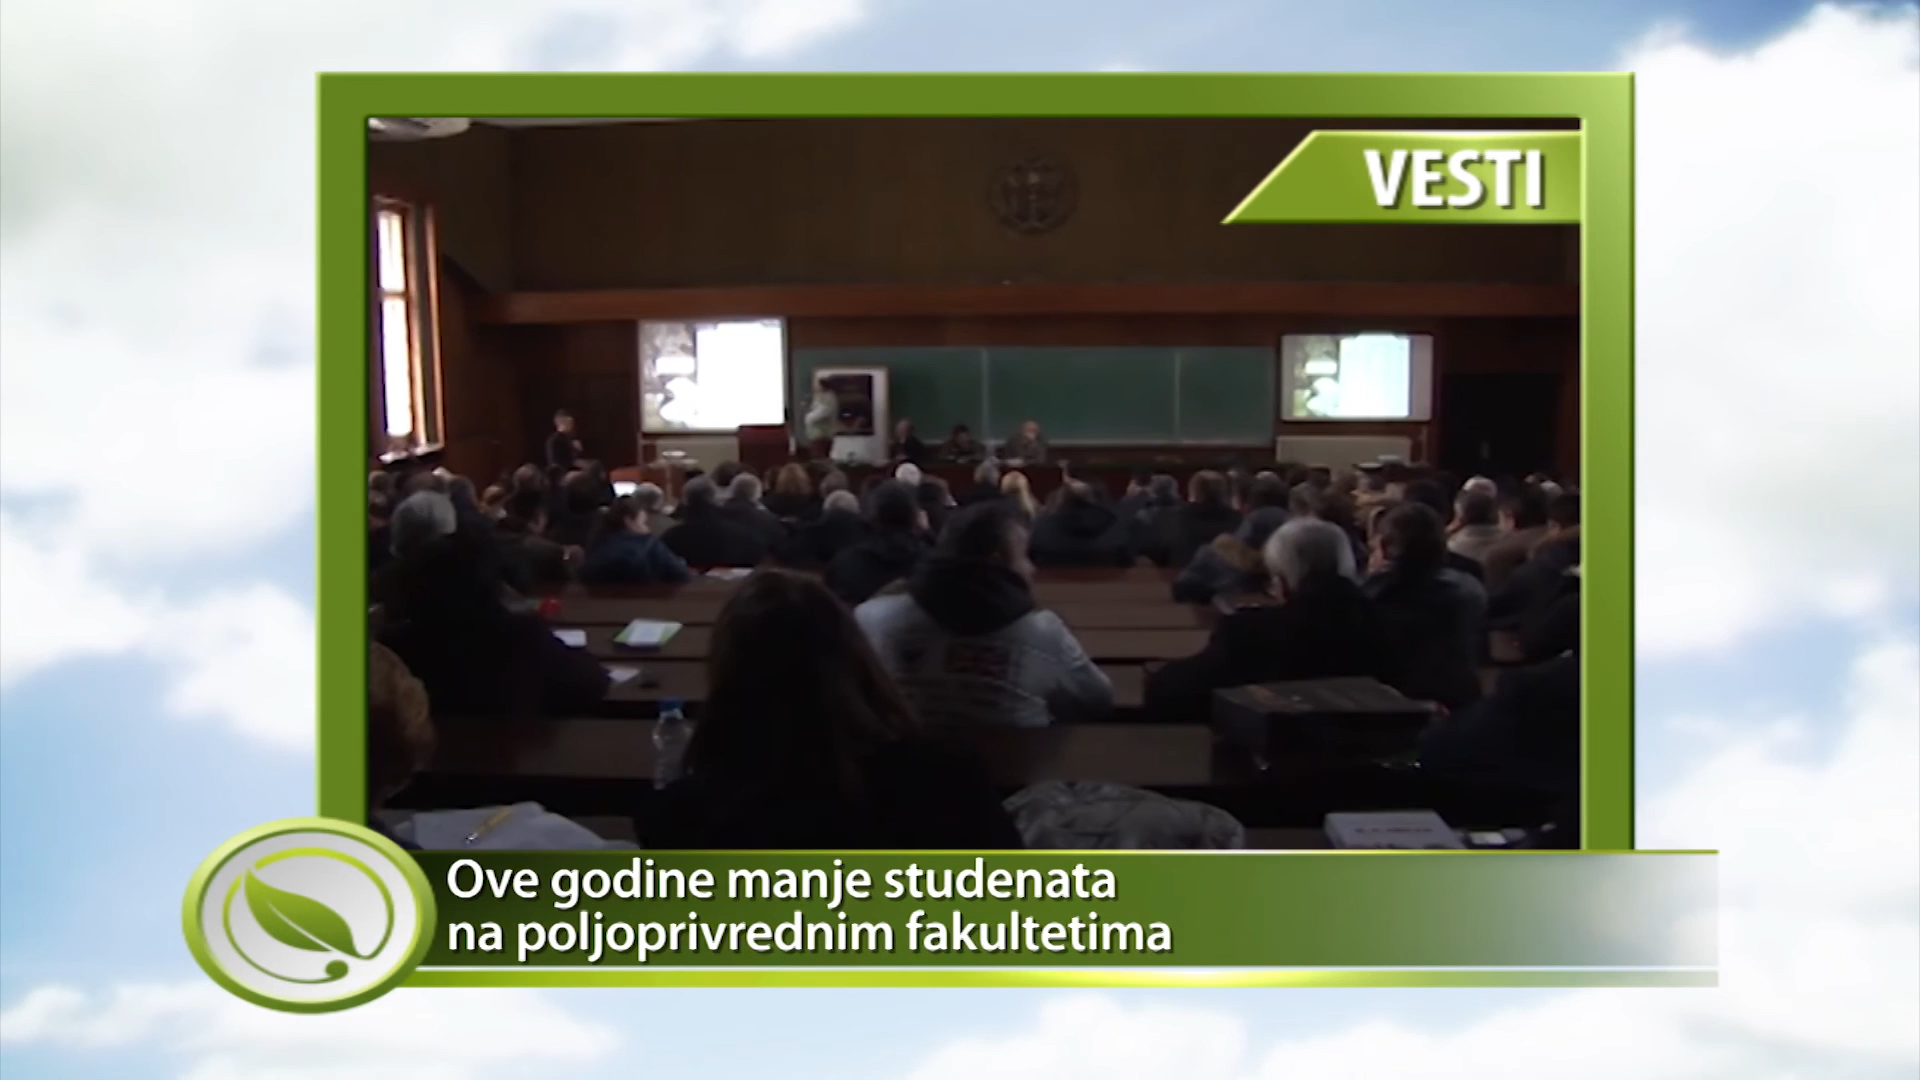 VESTI
Ove godine manje studenata
na poljoprivrednim fakultetima